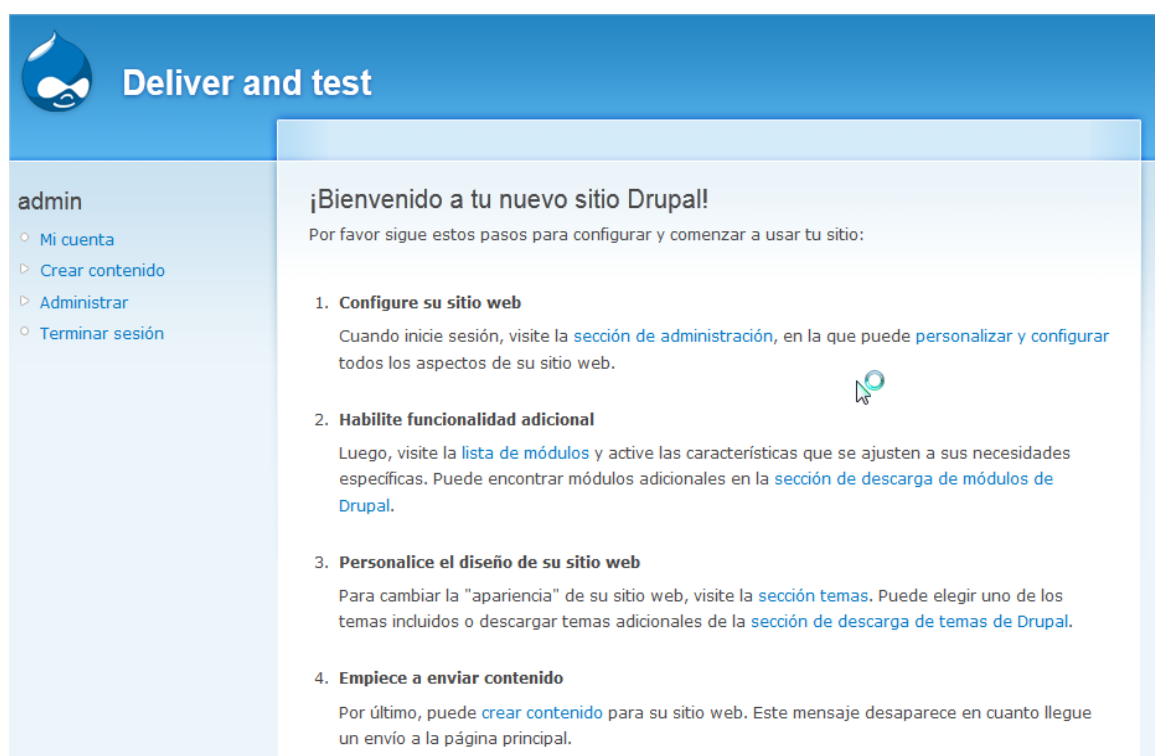 Deliver and test
admin
Mi cuenta
Crear contenido
Administrar
Terminar sesión
¡Bienvenido a tu nuevo sitio Drupal!
Por favor sigue estos pasos para configurar y comenzar a usar tu sitio:
1. Configure su sitio web
Cuando inicie sesión, visite la sección de administración, en la que puede personalizar y configurar
todos los aspectos de su sitio web.
2. Habilite funcionalidad adicional
Luego, visite la lista de módulos y active las características que se ajusten a sus necesidades
específicas. Puede encontrar módulos adicionales en la sección de descarga de módulos de
Drupal.
3. Personalice el diseño de su sitio web
Para cambiar la "apariencia" de su sitio web, visite la sección temas. Puede elegir uno de los
temas incluidos o descargar temas adicionales de la sección de descarga de temas de Drupal.
4. Empiece a enviar contenido
Por último, puede crear contenido para su sitio web. Este mensaje desaparece en cuanto llegue
un envío a la página principal.